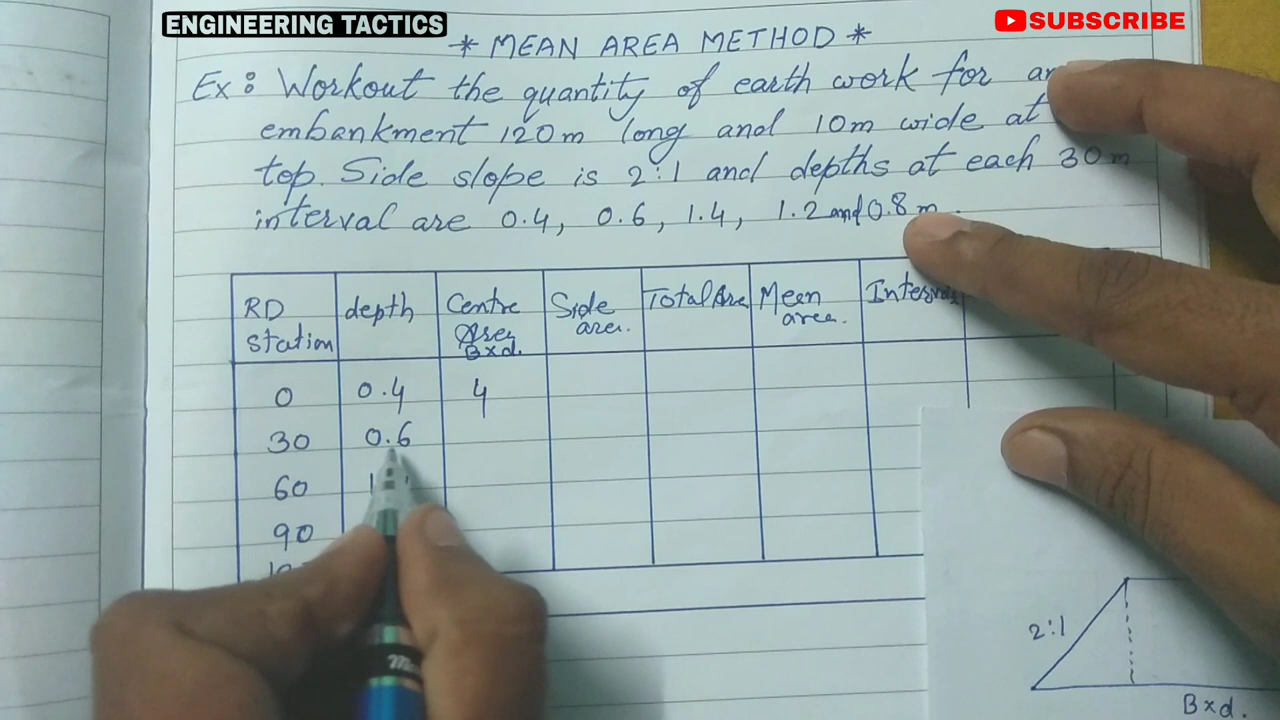 ENGINEERING TACTICS
SUBSCRIBE
* MEAN AREA METHOD *
Ex: Workout the quantity of earth work for
embankment 120m long and 10m wide at
top. Side slope is 2:1 and depths at each 30m
interval are 0.4, 0.6, 1.4, 1.2 and 0.8 m.
RD station depth Centre Area BXd. Side area. Total Are Mean area.
0 0.4 4
30 0.6
60
90
2:1
BXd.